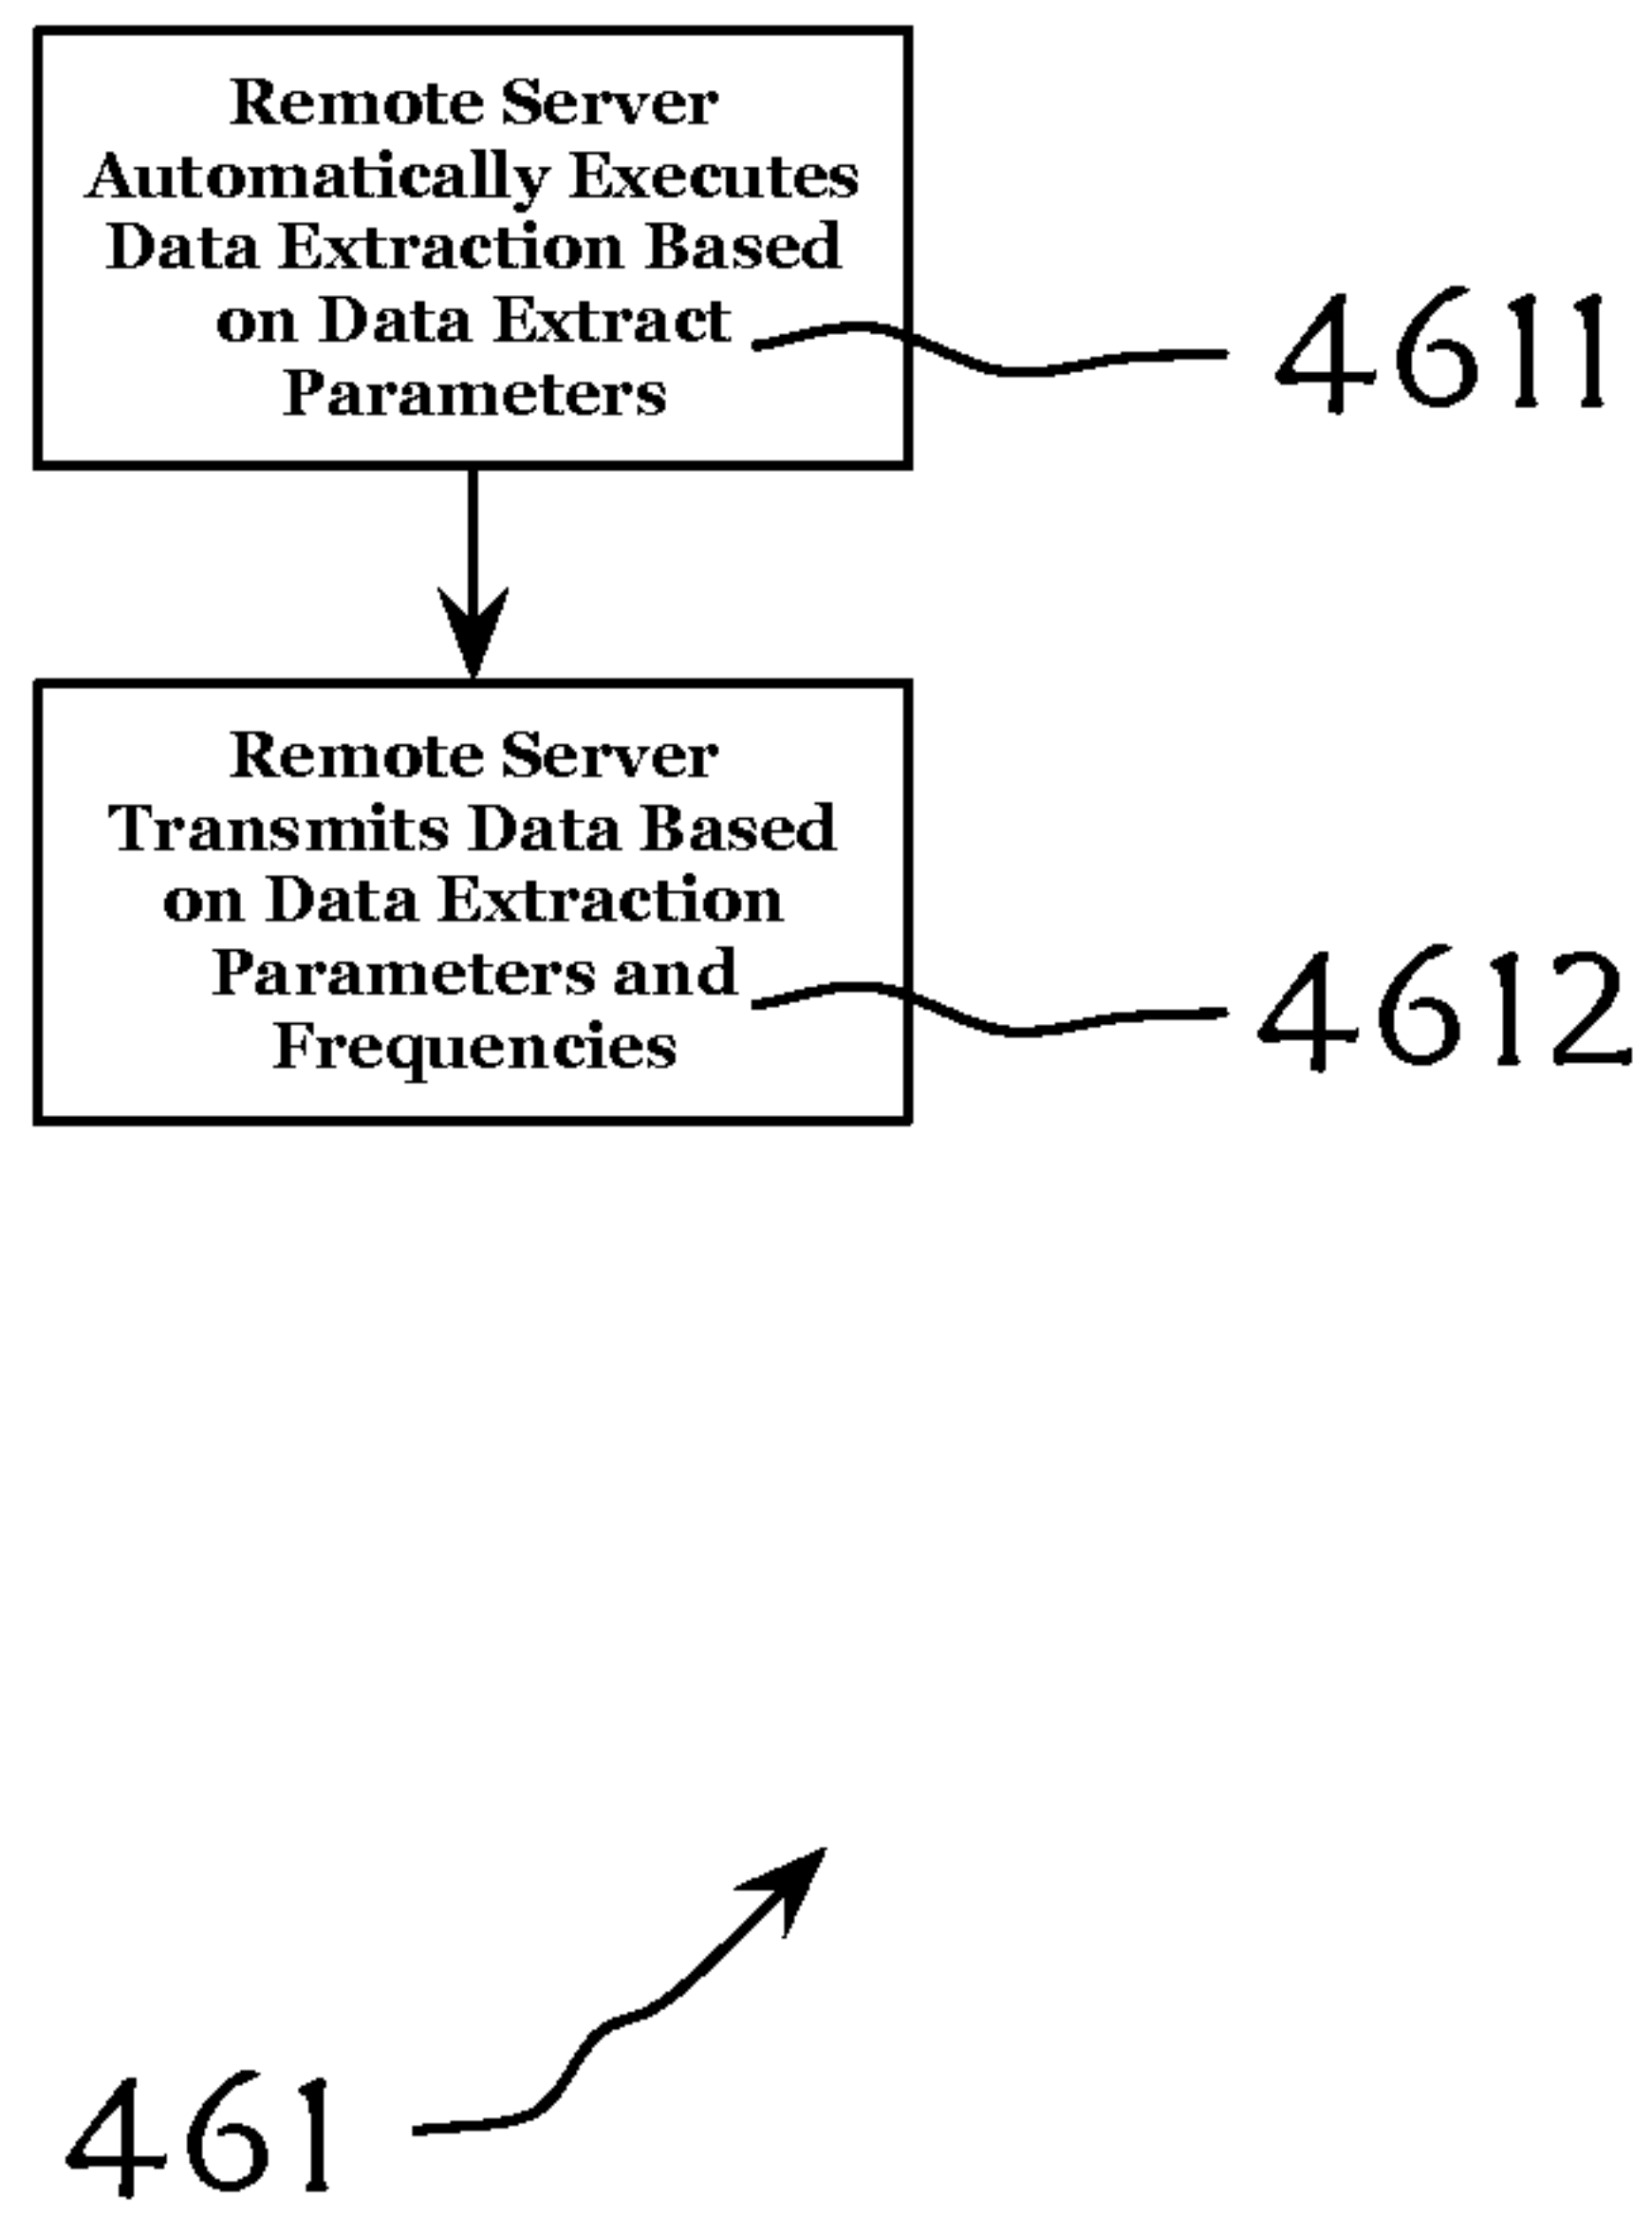 Remote Server
Automatically Executes
Data Extraction Based
on Data Extract
Parameters
4611
Remote Server
Transmits Data Based
on Data Extraction
Parameters and
Frequencies
4612
461